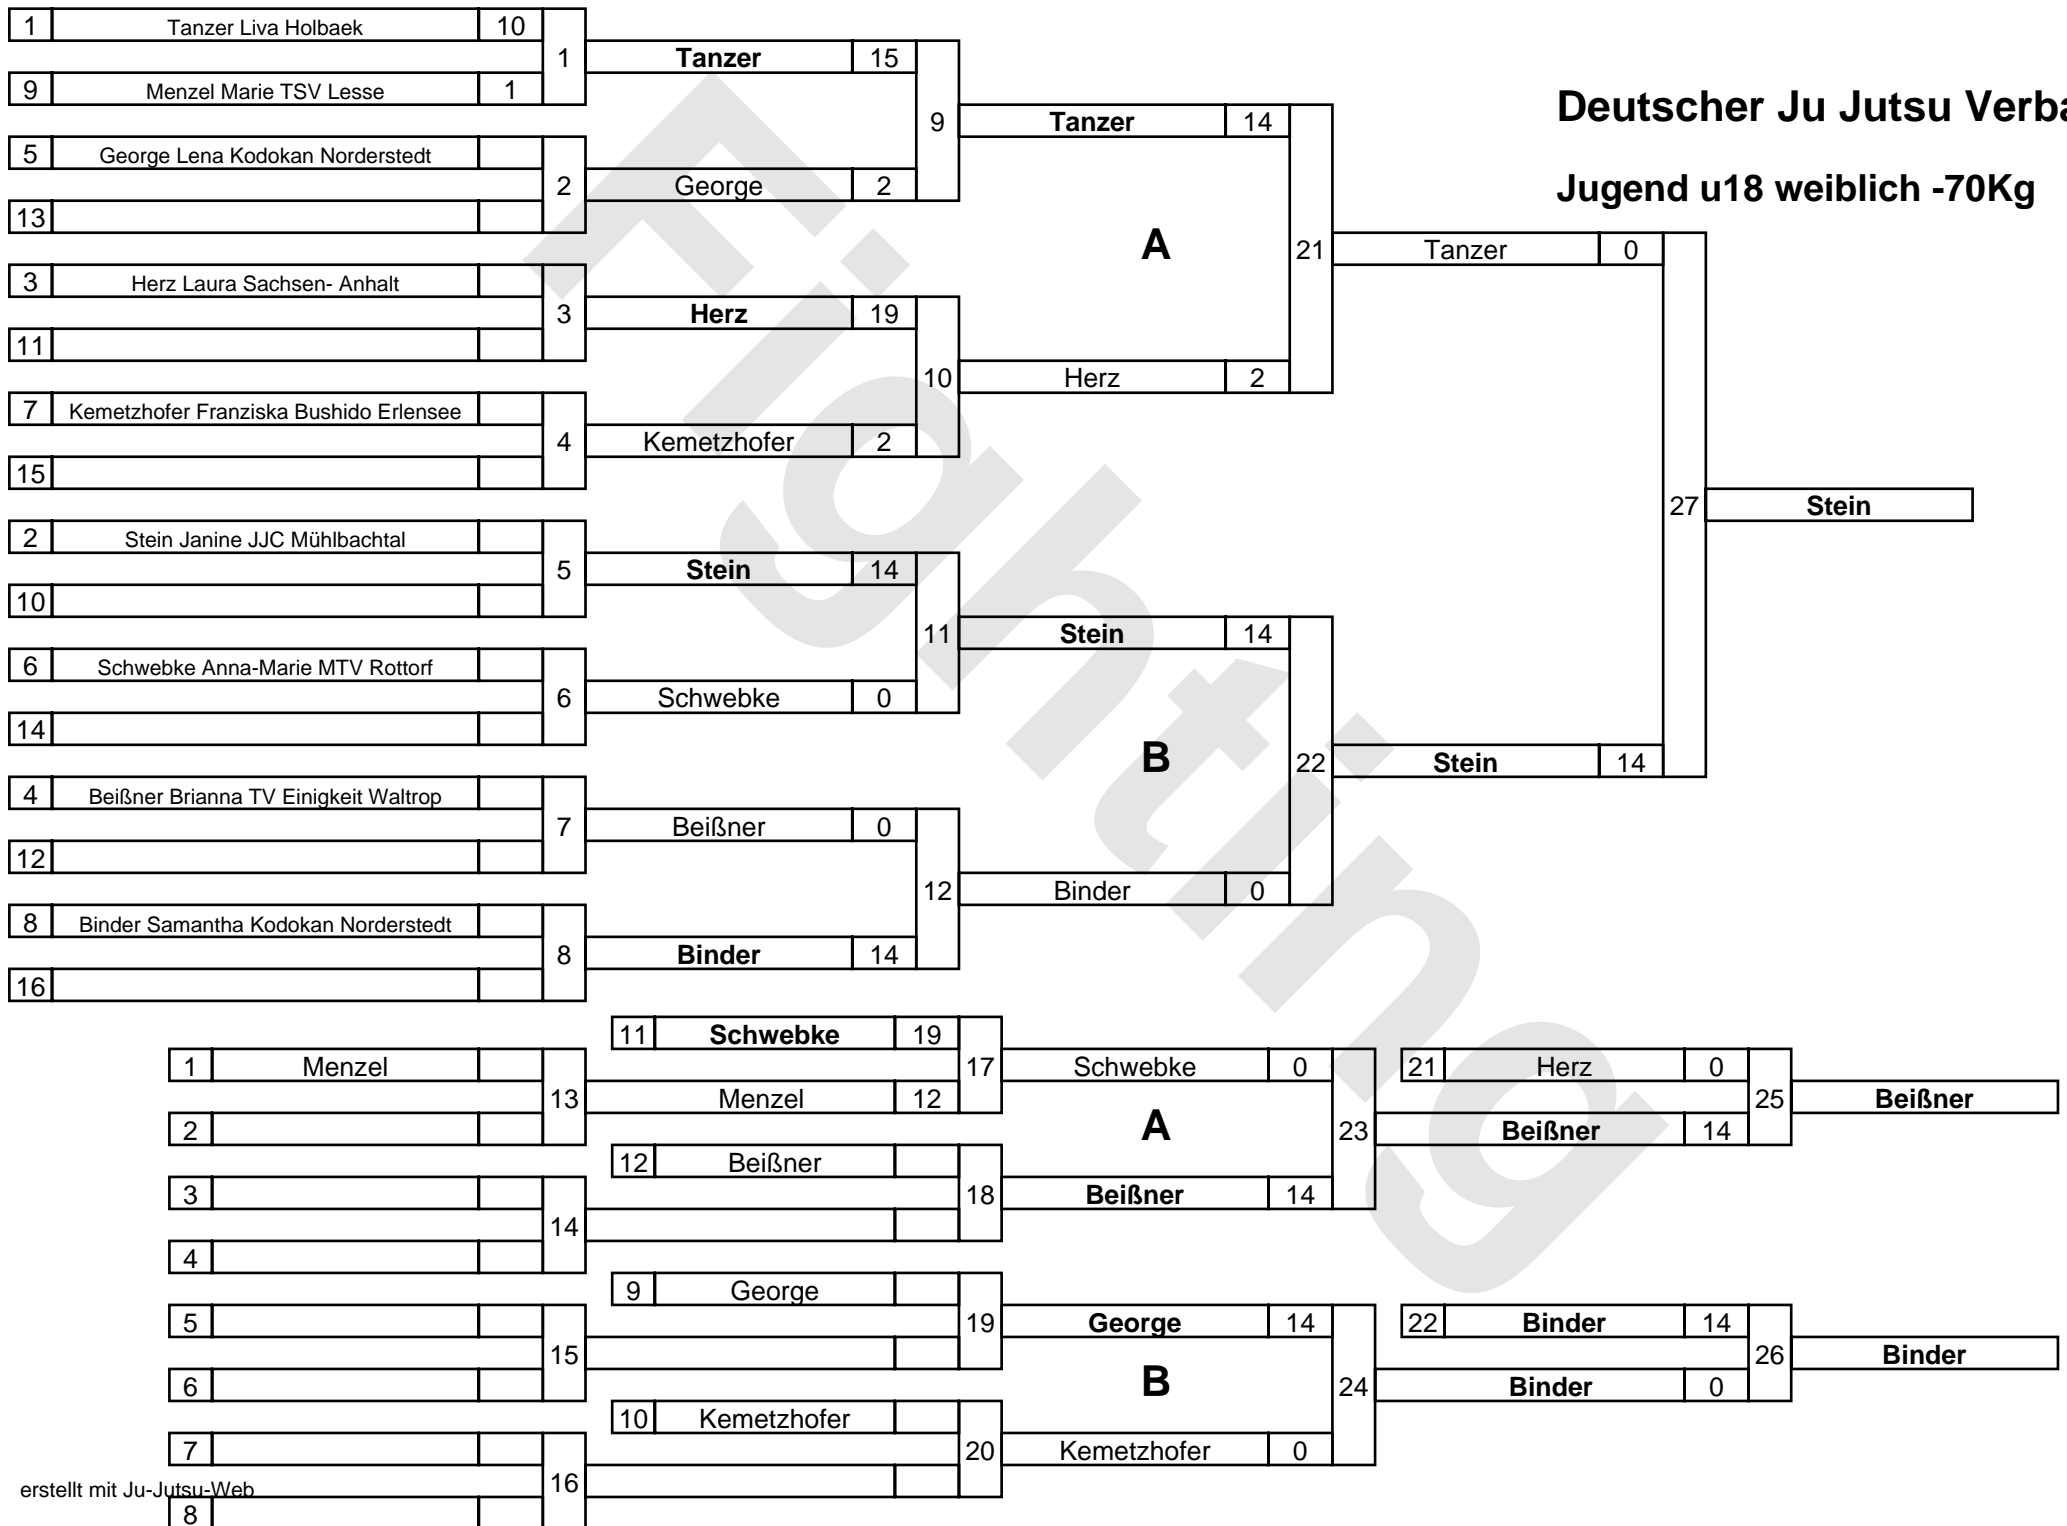 1 Tanzer Liva Holbaek 10
1
Tanzer 15
9 Menzel Marie TSV Lesse 1
Deutscher Ju Jutsu Verba
9
Tanzer 14
5 George Lena Kodokan Norderstedt
2
George 2
Jugend u18 weiblich -70Kg
13
A
21
Tanzer 0
3 Herz Laura Sachsen- Anhalt
3
Herz 19
11
10
Herz 2
7 Kemetzhofer Franziska Bushido Erlensee
4
Kemetzhofer 2
15
27
Stein
2 Stein Janine JJC Mühlbachtal
5
Stein 14
10
11
Stein 14
6 Schwebke Anna-Marie MTV Rottorf
6
Schwebke 0
14
B
22
Stein 14
4 Beißner Brianna TV Einigkeit Waltrop
7
Beißner 0
12
12
Binder 0
8 Binder Samantha Kodokan Norderstedt
8
Binder 14
16
Fighting
11 Schwebke 19
17
Schwebke 0
21 Herz 0
1 Menzel
13
Menzel 12
25
Beißner
2
A
23
Beißner 14
12 Beißner
18
Beißner 14
3
14
4
9 George
19
George 14
22 Binder 14
5
15
26
Binder
6
B
24
Binder 0
10 Kemetzhofer
20
Kemetzhofer 0
7
16
erstellt mit Ju-Jutsu-Web
8